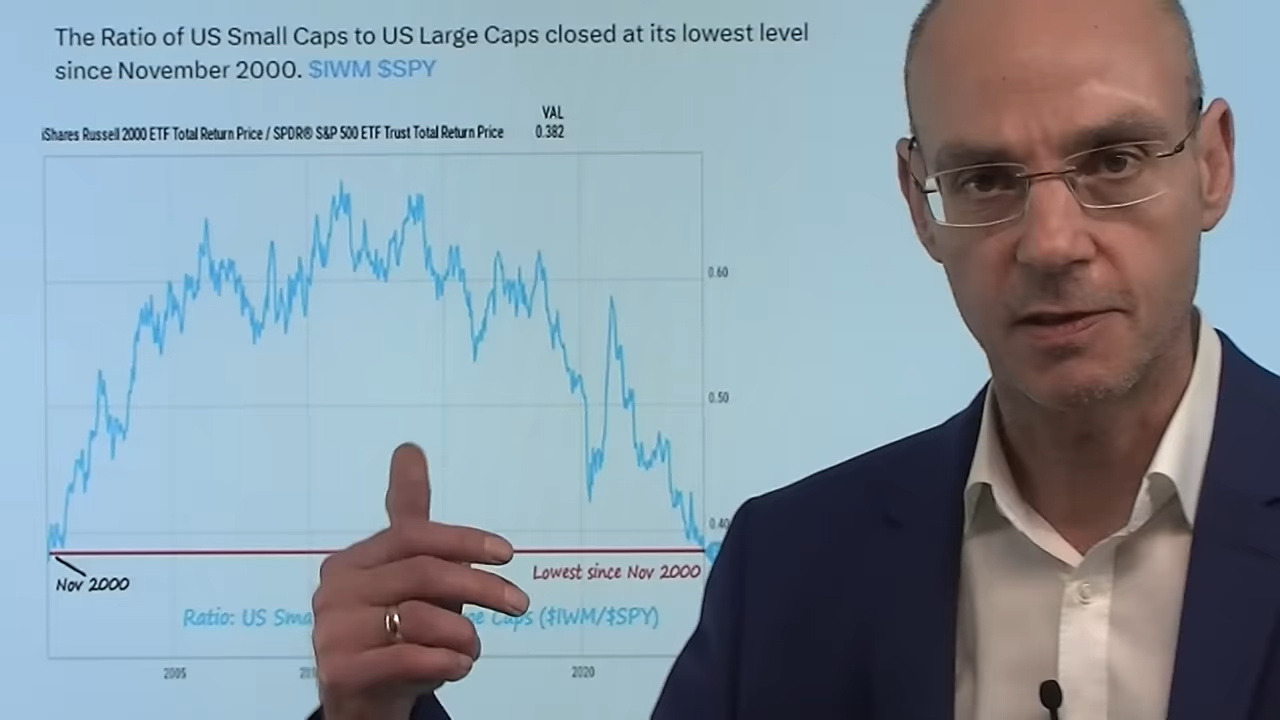 The Ratio of US Small Caps to US Large Caps closed at its lowest level
since November 2000. $IWM $SPY
VAL
iShares Russell 2000 ETF Total Return Price / SPDR® S&P 500 ETF Trust Total Return Price 0.382
0.60
0.50
0.40
Nov 2000
Lowest since Nov 2000
Ratio: US Caps ($IWM/$SPY)
2005 2020